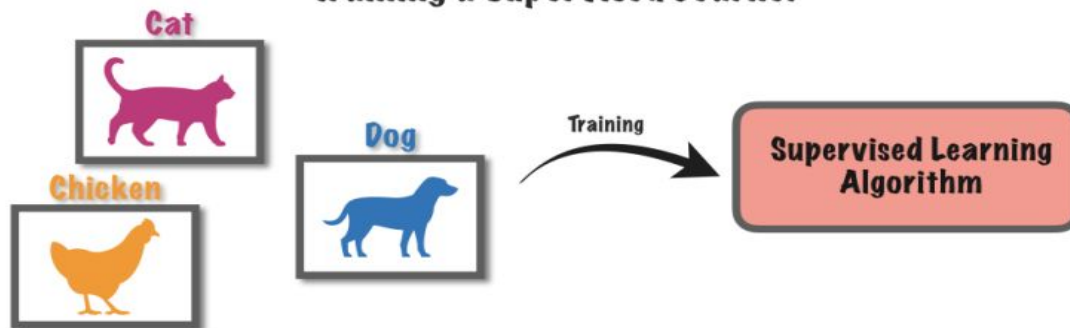 Cat
Chicken
Dog
Training
Supervised Learning
Algorithm